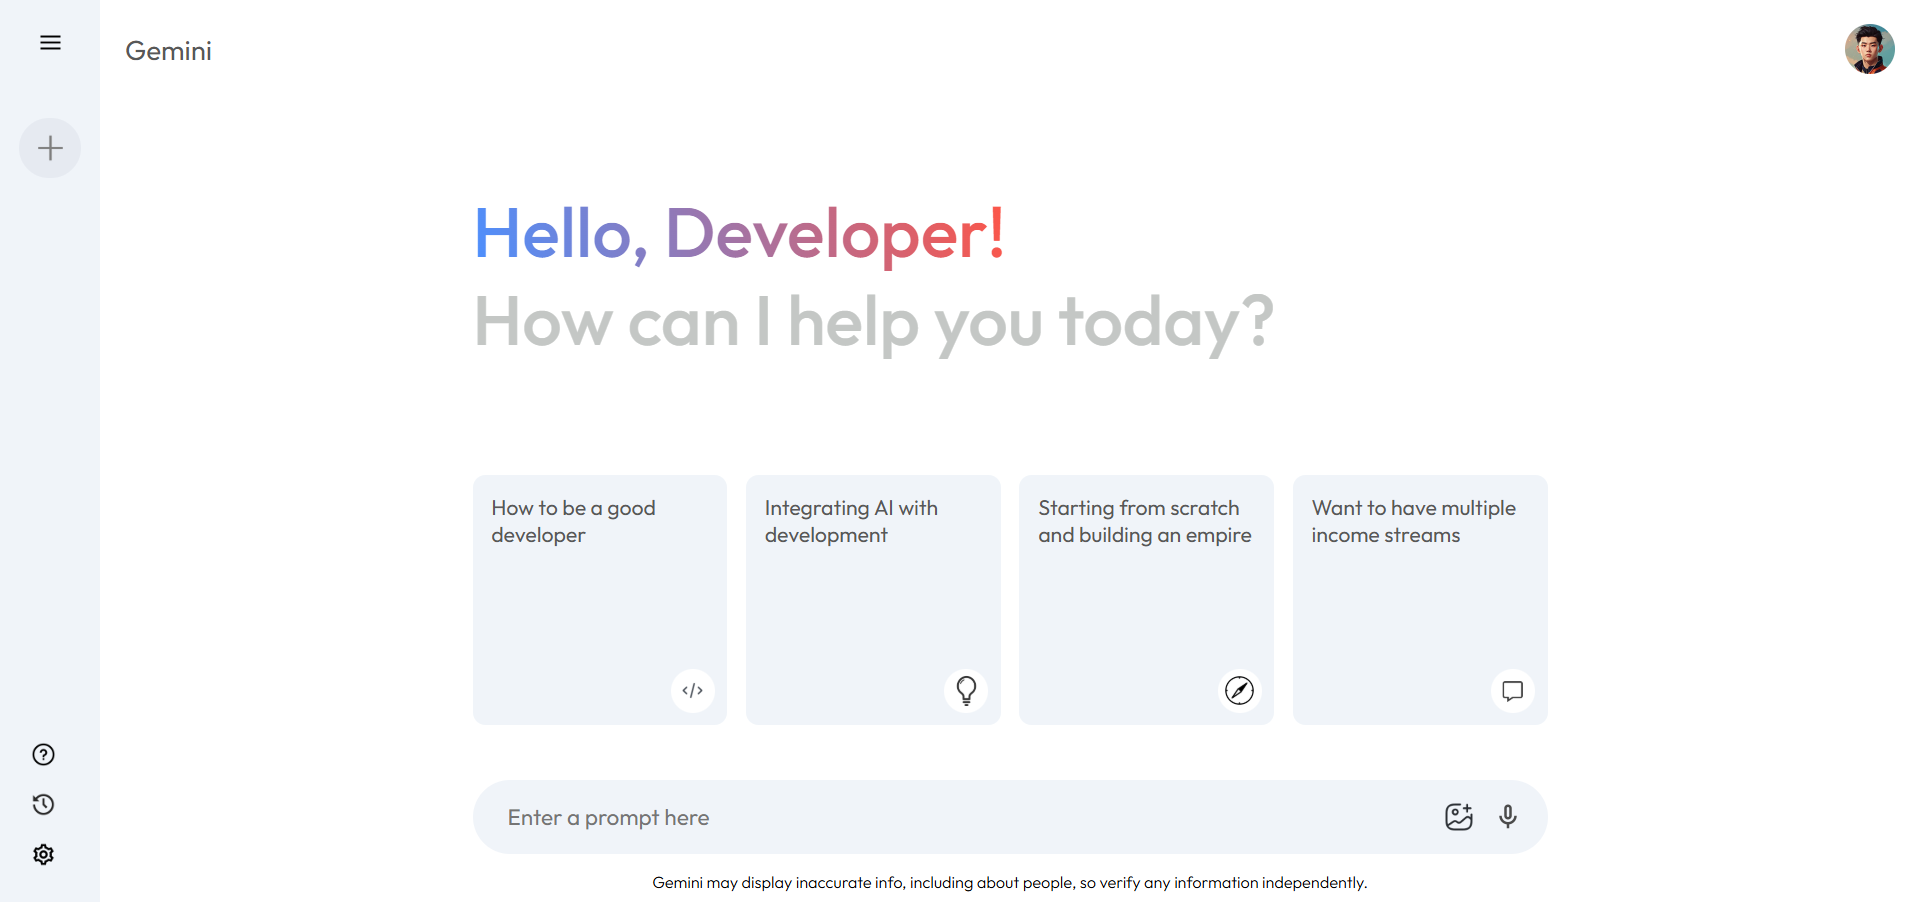 Gemini
Hello, Developer!
How can I help you today?
How to be a good
developer
Integrating AI with
development
Starting from scratch
and building an empire
Want to have multiple
income streams
Enter a prompt here
Gemini may display inaccurate info, including about people, so verify any information independently.